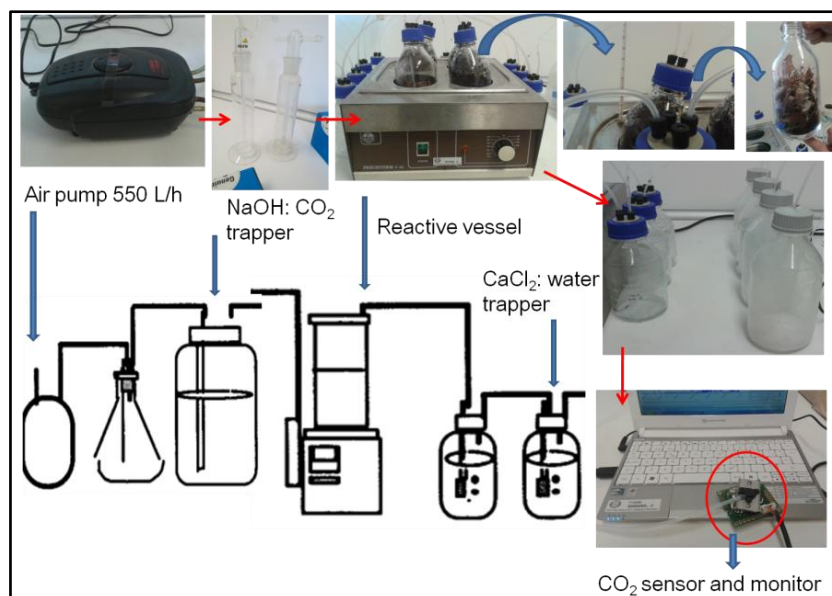 Air pump 550 L/h
NaOH: CO₂
trapper
Reactive vessel
CaCl₂: water
trapper
CO₂ sensor and monitor